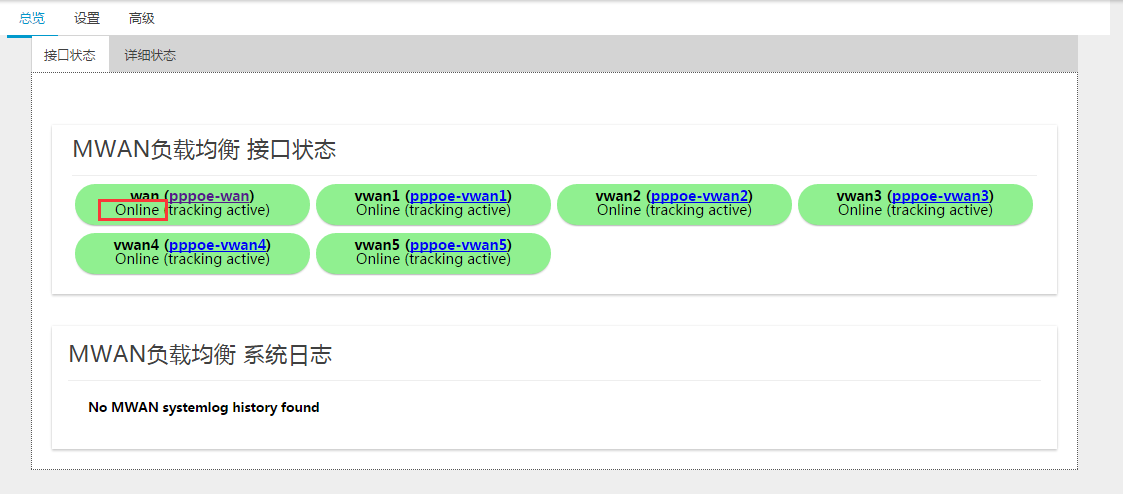 总览 设置 高级
接口状态 详细状态
MWAN负载均衡 接口状态
wan (pppoe-wan) vwan1 (pppoe-vwan1) vwan2 (pppoe-vwan2) vwan3 (pppoe-vwan3)
Online (tracking active) Online (tracking active) Online (tracking active) Online (tracking active)
vwan4 (pppoe-vwan4) vwan5 (pppoe-vwan5)
Online (tracking active) Online (tracking active)
MWAN负载均衡 系统日志
No MWAN systemlog history found